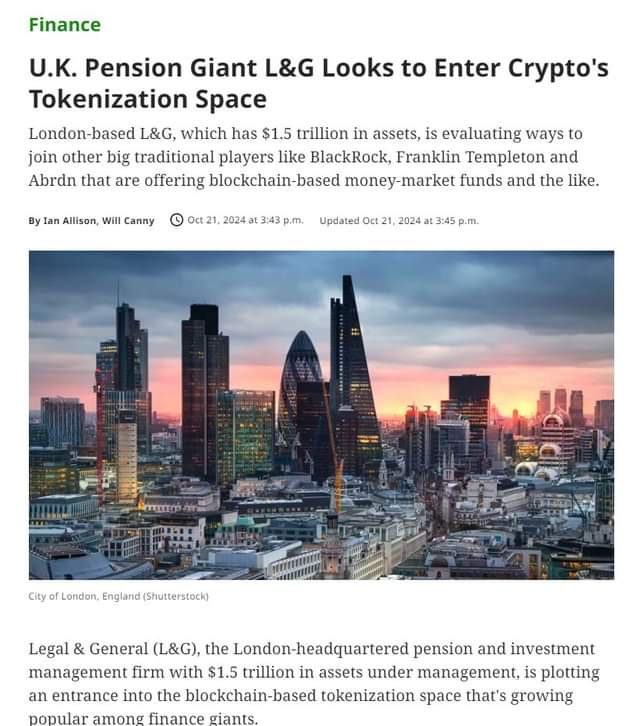 Finance
U.K. Pension Giant L&G Looks to Enter Crypto's
Tokenization Space
London-based L&G, which has $1.5 trillion in assets, is evaluating ways to
join other big traditional players like BlackRock, Franklin Templeton and
Abrdn that are offering blockchain-based money-market funds and the like.
By Ian Allison, Will Canny Oct 21, 2024 at 3:43 p.m. Updated Oct 21, 2024 at 3:45 p.m.
City of London, England (Shutterstock)
Legal & General (L&G), the London-headquartered pension and investment
management firm with $1.5 trillion in assets under management, is plotting
an entrance into the blockchain-based tokenization space that's growing
popular among finance giants.